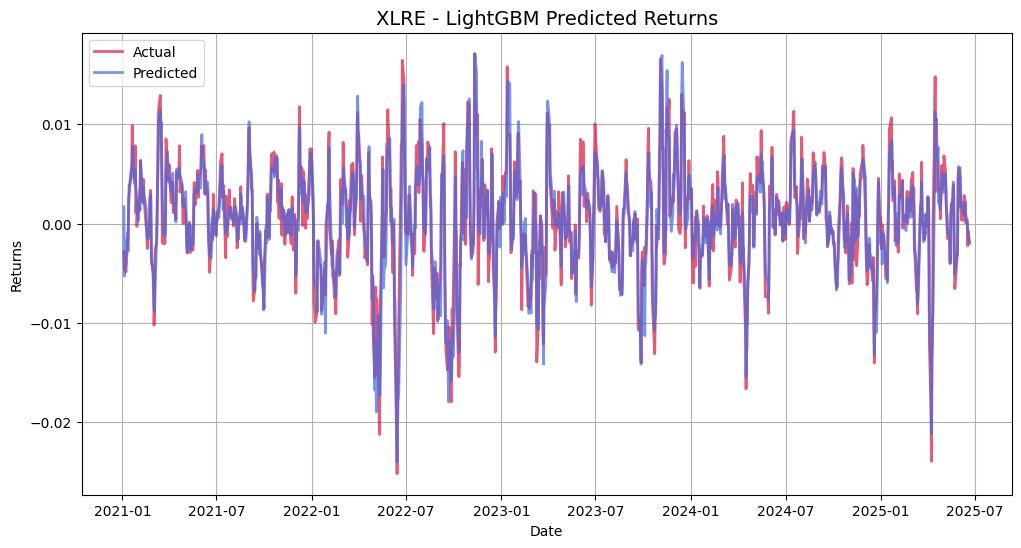 XLRE - LightGBM Predicted Returns
Actual
Predicted
0.01
0.00
−0.01
−0.02
Returns
2021-01 2021-07 2022-01 2022-07 2023-01 2023-07 2024-01 2024-07 2025-01 2025-07
Date